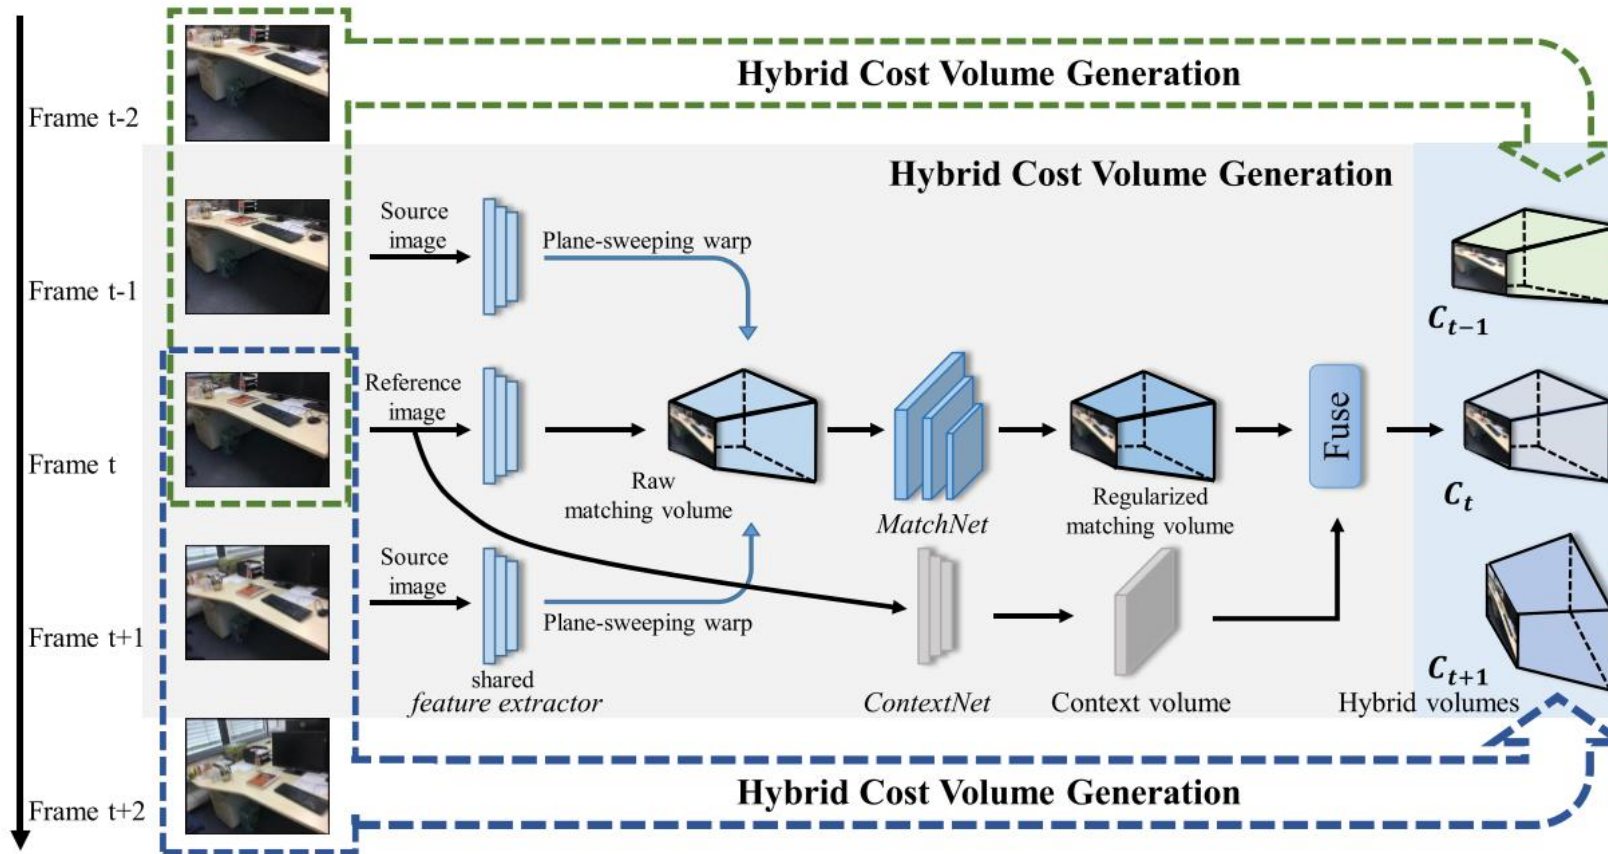 Hybrid Cost Volume Generation
Frame t-2
Hybrid Cost Volume Generation
Source
image
Plane-sweeping warp
Frame t-1
C_{t-1}
Reference
image
Frame t
Raw
matching volume
MatchNet
Regularized
matching volume
Fuse
C_t
Source
image
Plane-sweeping warp
Frame t+1
shared
feature extractor
ContextNet
Context volume
C_{t+1}
Hybrid volumes
Hybrid Cost Volume Generation
Frame t+2